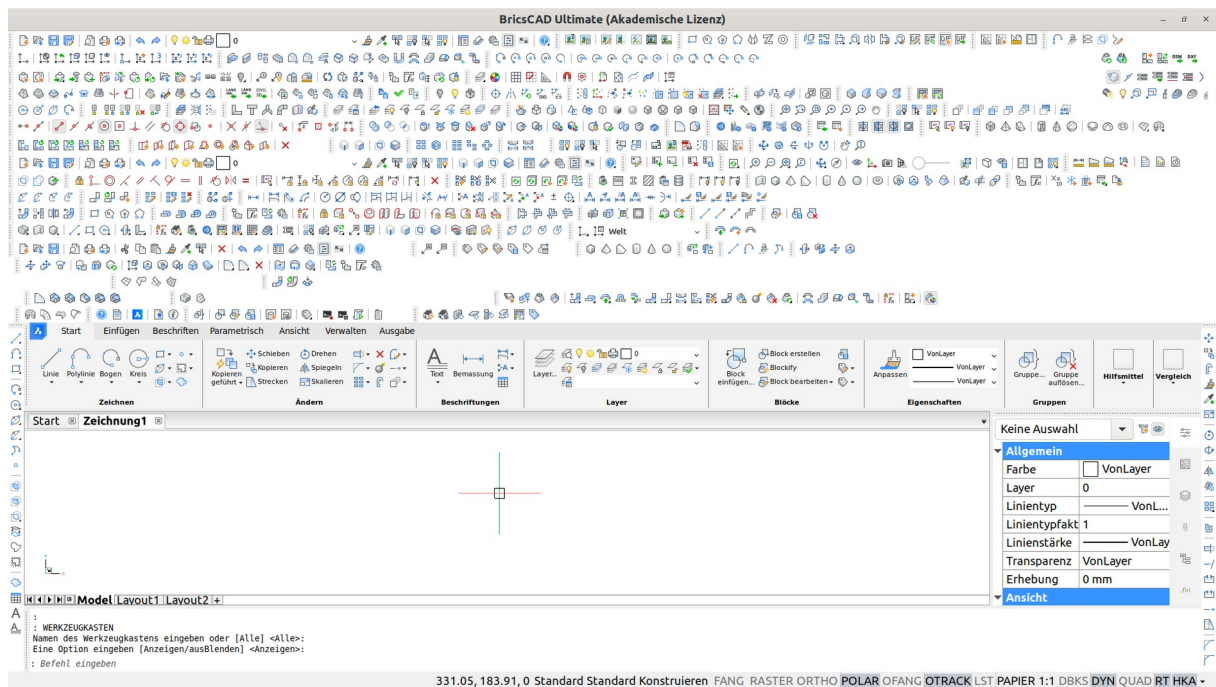 BricsCAD Ultimate (Akademische Lizenz)
0
0
Welt
Start Einfügen Beschriften Parametrisch Ansicht Verwalten Ausgabe
Linie Polylinie Bogen Kreis
Zeichnen
Kopieren geführt
Schieben
Kopieren
Strecken
Drehen
Spiegeln
Skalieren
Ändern
Text
Bemassung
Beschriftungen
Layer...
0
Layer
Block einfügen...
Block erstellen
Blockify
Block bearbeiten
Blöcke
Anpassen
VonLayer
VonLayer
VonLayer
Eigenschaften
Gruppe...
Gruppe auflösen...
Gruppen
Hilfsmittel
Vergleich
Start Zeichnung1
Keine Auswahl
Allgemein
Farbe VonLayer
Layer 0
Linientyp VonL...
Linientypfakt 1
Linienstärke VonLay
Transparenz VonLayer
Erhebung 0 mm
Ansicht
Model Layout1 Layout2 +
:
: WERKZEUGKASTEN
Namen des Werkzeugkastens eingeben oder [Alle] <Alle>:
Eine Option eingeben [Anzeigen/ausBlenden] <Anzeigen>:
: Befehl eingeben
331.05, 183.91, 0 Standard Standard Konstruieren FANG RASTER ORTHO POLAR OFANG OTRACK LST PAPIER 1:1 DBKS DYN QUAD RT HKA